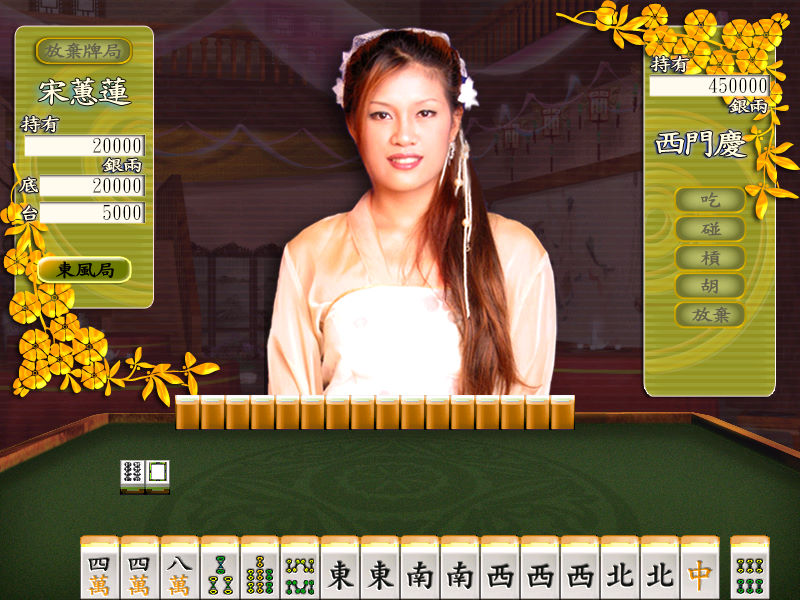 放棄牌局
宋蕙蓮
持有
20000
銀兩
底 20000
台 5000
東風局
持有
450000
銀兩
西門慶
吃
碰
槓
胡
放棄
四萬 四萬 八萬 東 東 南 南 西 西 西 北 北 中